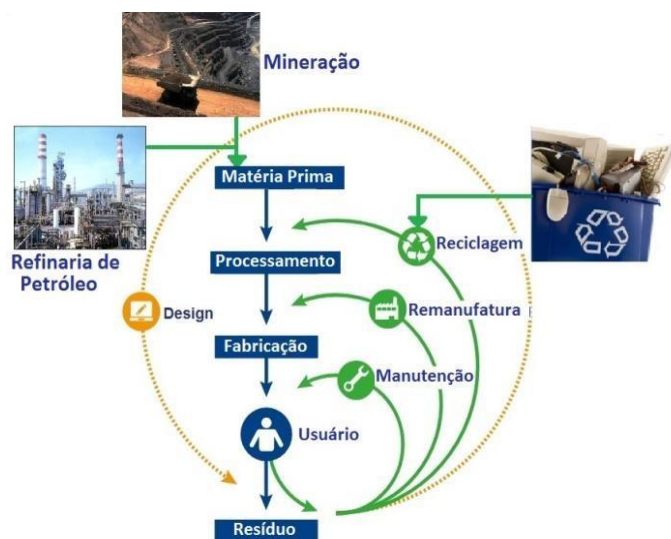 Mineração
Matéria Prima
Refinaria de
Petróleo
Reciclagem
Processamento
Remanufatura
Design
Fabricação
Manutenção
Usuário
Resíduo